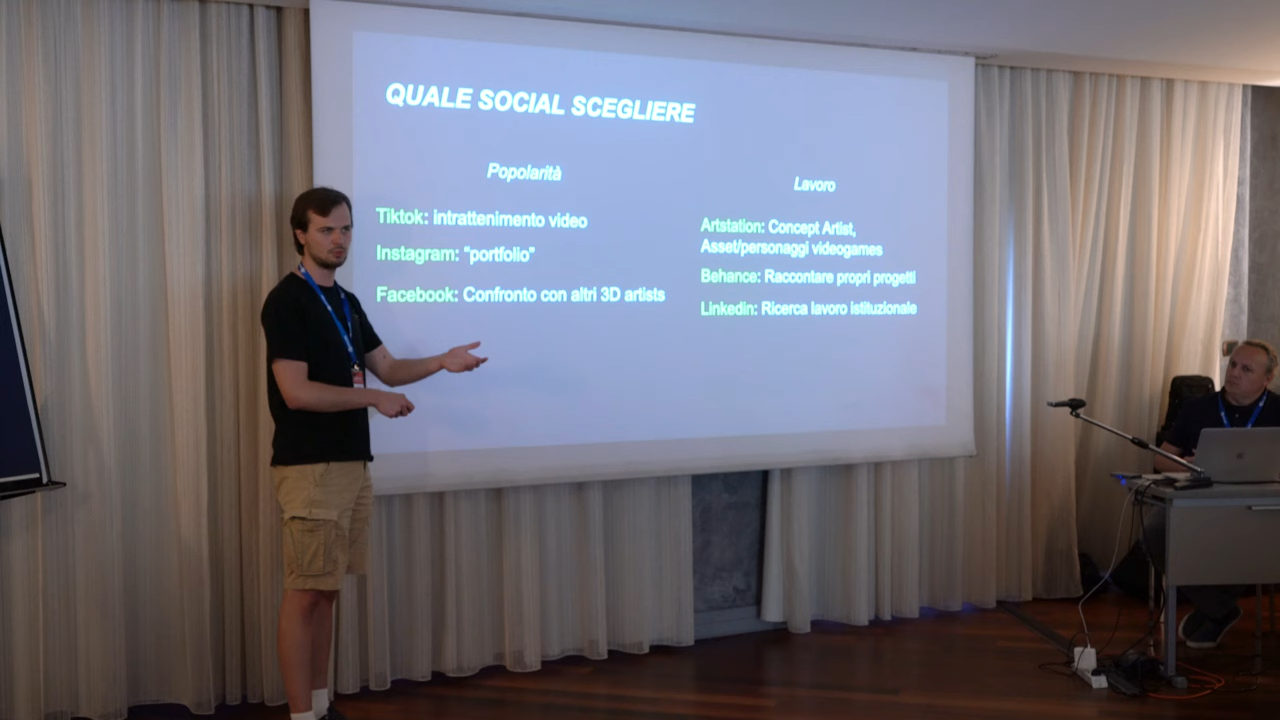 QUALE SOCIAL SCEGLIERE
Popolarità
Tiktok: intrattenimento video
Instagram: “portfolio”
Facebook: Confronto con altri 3D artists
Lavoro
Artstation: Concept Artist,
Asset/personaggi videogames
Behance: Raccontare propri progetti
Linkedin: Ricerca lavoro istituzionale